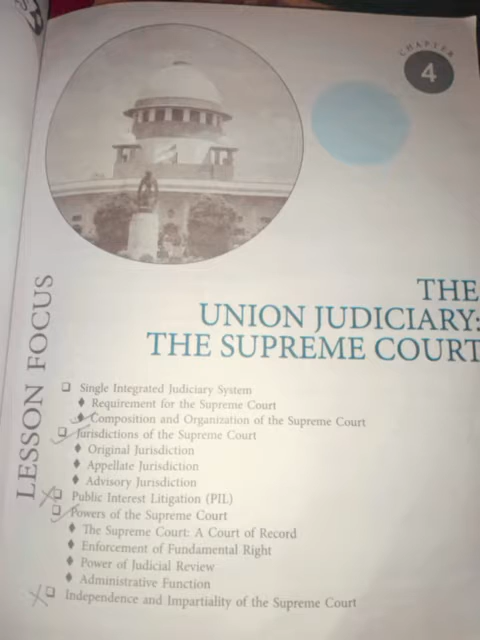 CHAPTER
4
THE
UNION JUDICIARY:
THE SUPREME COURT
LESSON FOCUS
❑ Single Integrated Judiciary System
♦ Requirement for the Supreme Court
♦ Composition and Organization of the Supreme Court
❑ Jurisdictions of the Supreme Court
♦ Original Jurisdiction
♦ Appellate Jurisdiction
♦ Advisory Jurisdiction
❑ Public Interest Litigation (PIL)
❑ Powers of the Supreme Court
♦ The Supreme Court: A Court of Record
♦ Enforcement of Fundamental Right
♦ Power of Judicial Review
♦ Administrative Function
❑ Independence and Impartiality of the Supreme Court